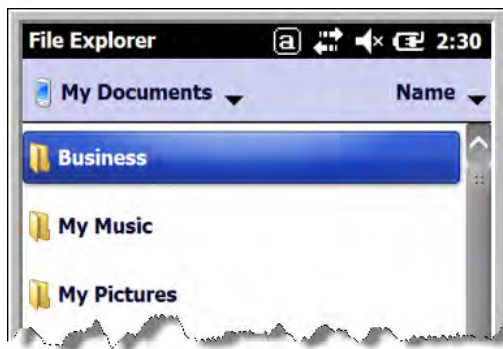 File Explorer a 2:30
My Documents Name
Business
My Music
My Pictures